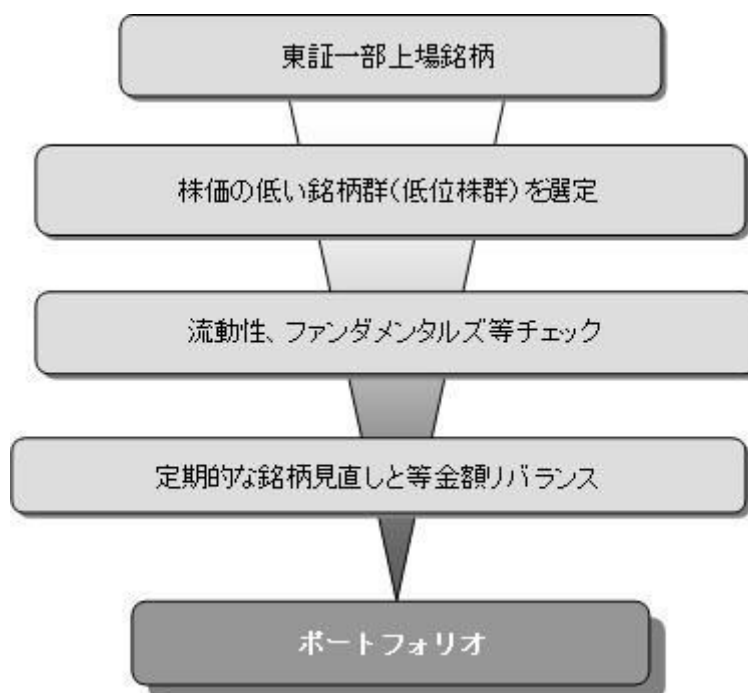 東証一部上場銘柄
株価の低い銘柄群(低位株群)を選定
流動性、ファンダメンタルズ等チェック
定期的な銘柄見直しと等金額リバランス
ポートフォリオ